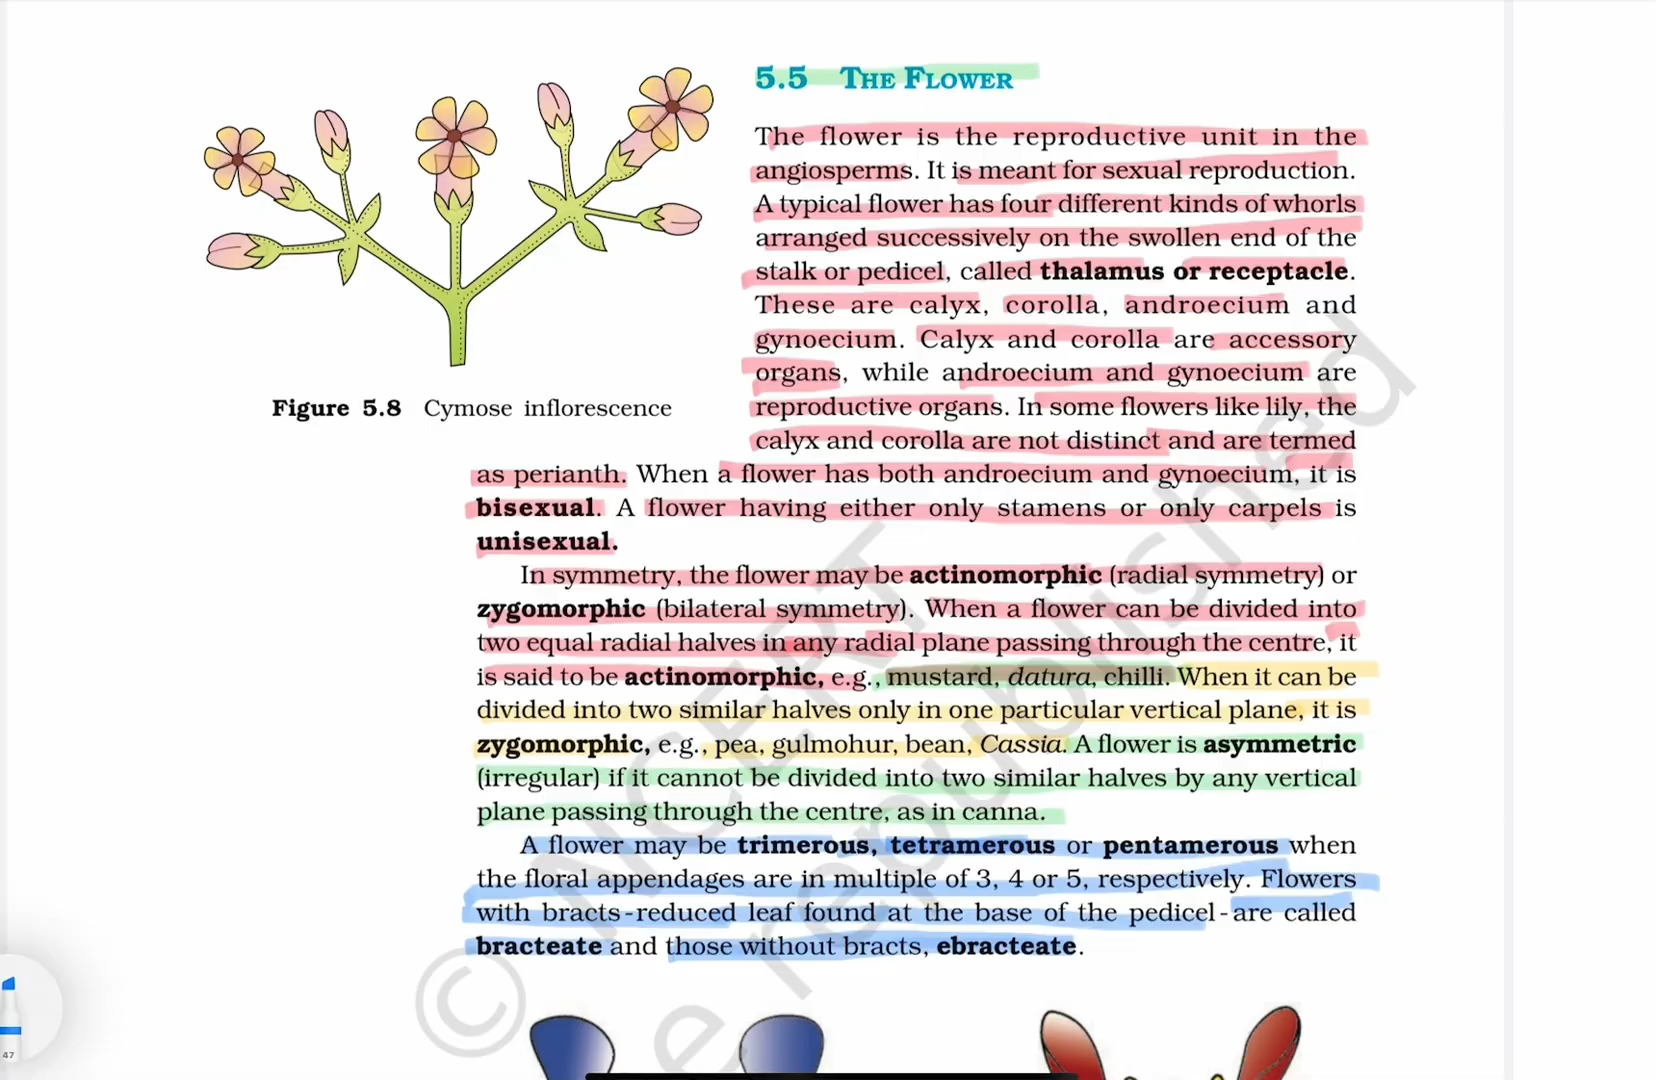 5.5 THE FLOWER
The flower is the reproductive unit in the
angiosperms. It is meant for sexual reproduction.
A typical flower has four different kinds of whorls
arranged successively on the swollen end of the
stalk or pedicel, called thalamus or receptacle.
These are calyx, corolla, androecium and
gynoecium. Calyx and corolla are accessory
organs, while androecium and gynoecium are
reproductive organs. In some flowers like lily, the
calyx and corolla are not distinct and are termed
Figure 5.8 Cymose inflorescence
as perianth. When a flower has both androecium and gynoecium, it is
bisexual. A flower having either only stamens or only carpels is
unisexual.
In symmetry, the flower may be actinomorphic (radial symmetry) or
zygomorphic (bilateral symmetry). When a flower can be divided into
two equal radial halves in any radial plane passing through the centre, it
is said to be actinomorphic, e.g., mustard, datura, chilli. When it can be
divided into two similar halves only in one particular vertical plane, it is
zygomorphic, e.g., pea, gulmohur, bean, Cassia. A flower is asymmetric
(irregular) if it cannot be divided into two similar halves by any vertical
plane passing through the centre, as in canna.
A flower may be trimerous, tetramerous or pentamerous when
the floral appendages are in multiple of 3, 4 or 5, respectively. Flowers
with bracts-reduced leaf found at the base of the pedicel-are called
bracteate and those without bracts, ebracteate.
© NCERT
e republished
47